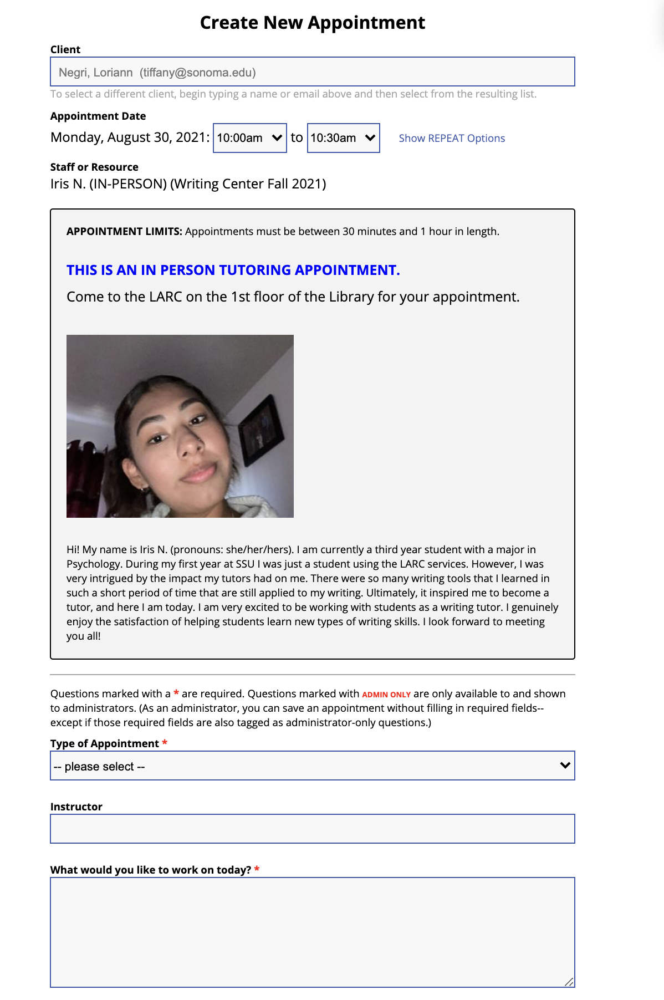 Create New Appointment
Client
Negri, Loriann  (tiffany@sonoma.edu)
To select a different client, begin typing a name or email above and then select from the resulting list.
Appointment Date
Monday, August 30, 2021: 10:00am to 10:30am Show REPEAT Options
Staff or Resource
Iris N. (IN-PERSON) (Writing Center Fall 2021)
APPOINTMENT LIMITS: Appointments must be between 30 minutes and 1 hour in length.
THIS IS AN IN PERSON TUTORING APPOINTMENT.
Come to the LARC on the 1st floor of the Library for your appointment.
Hi! My name is Iris N. (pronouns: she/her/hers). I am currently a third year student with a major in
Psychology. During my first year at SSU I was just a student using the LARC services. However, I was
very intrigued by the impact my tutors had on me. There were so many writing tools that I learned in
such a short period of time that are still applied to my writing. Ultimately, it inspired me to become a
tutor, and here I am today. I am very excited to be working with students as a writing tutor. I genuinely
enjoy the satisfaction of helping students learn new types of writing skills. I look forward to meeting
you all!
Questions marked with a * are required. Questions marked with ADMIN ONLY are only available to and shown
to administrators. (As an administrator, you can save an appointment without filling in required fields--
except if those required fields are also tagged as administrator-only questions.)
Type of Appointment *
-- please select --
Instructor
What would you like to work on today? *